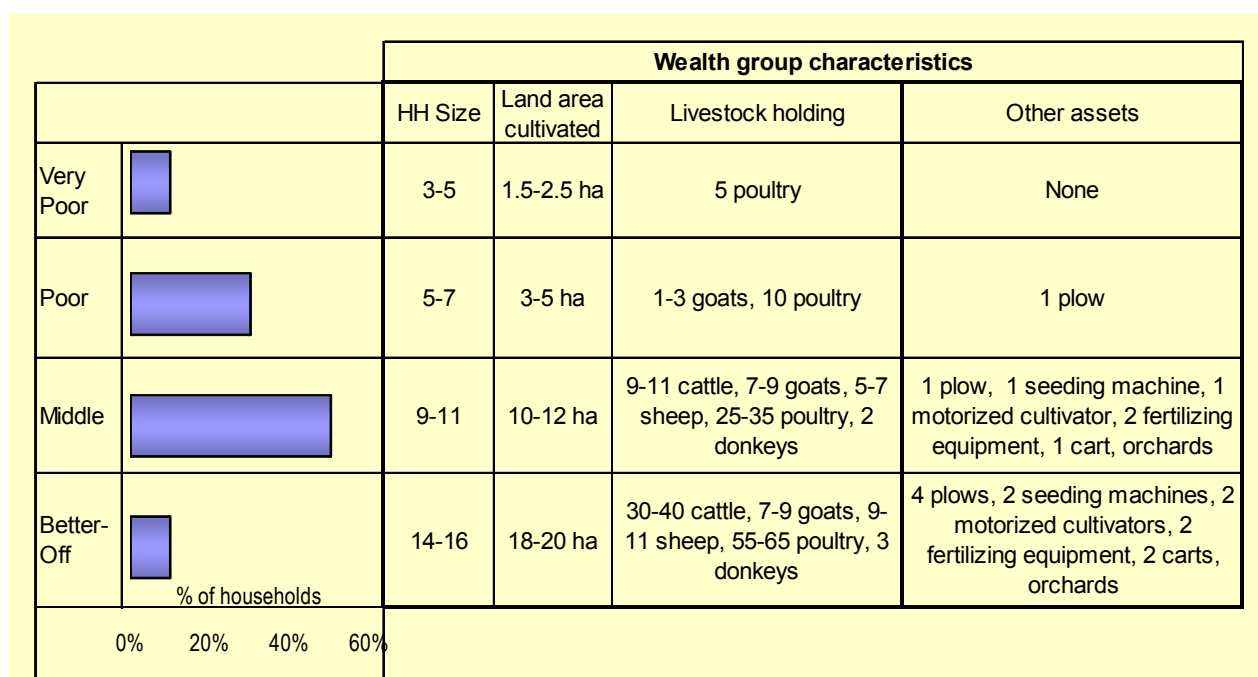 Wealth group characteristics
HH Size
Land area
cultivated
Livestock holding
Other assets
Very
Poor
3-5
1.5-2.5 ha
5 poultry
None
Poor
5-7
3-5 ha
1-3 goats, 10 poultry
1 plow
Middle
9-11
10-12 ha
9-11 cattle, 7-9 goats, 5-7
sheep, 25-35 poultry, 2
donkeys
1 plow, 1 seeding machine, 1
motorized cultivator, 2 fertilizing
equipment, 1 cart, orchards
Better-
Off
14-16
18-20 ha
30-40 cattle, 7-9 goats, 9-
11 sheep, 55-65 poultry, 3
donkeys
4 plows, 2 seeding machines, 2
motorized cultivators, 2
fertilizing equipment, 2 carts,
orchards
% of households
0% 20% 40% 60%